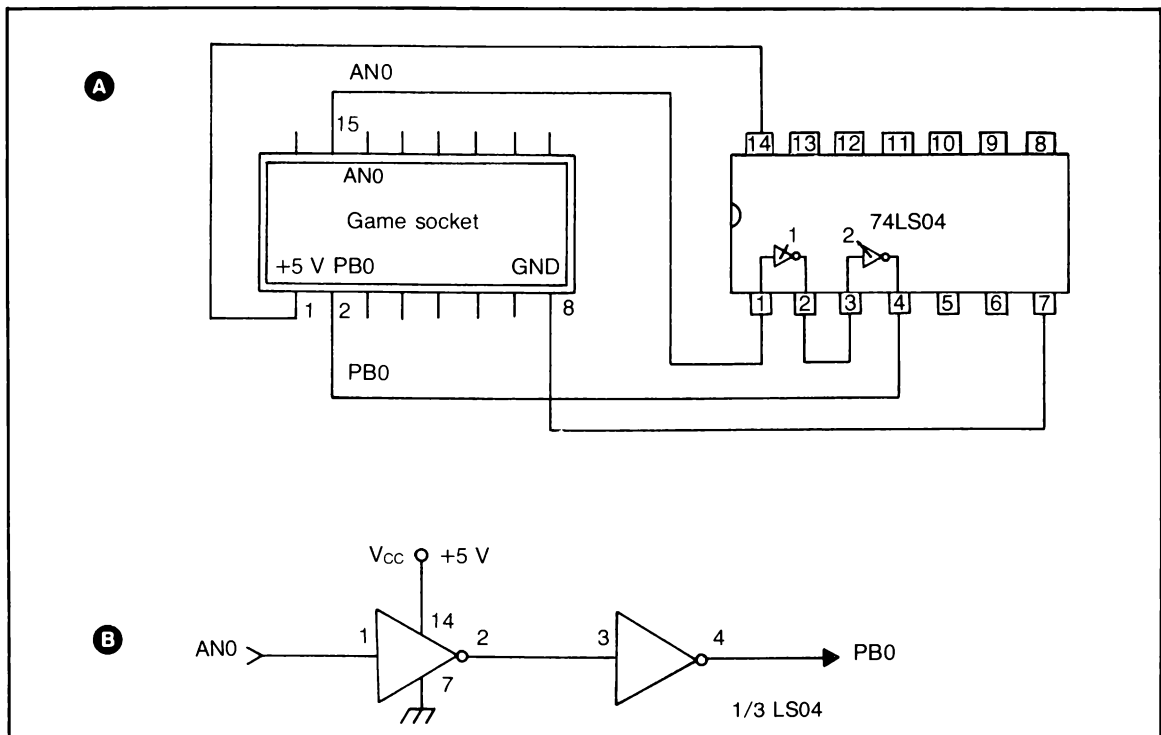 A
AN0
15
14 13 12 11 10 9 8
AN0
Game socket
74LS04
1 2
+5 V PB0 GND
1 2 8
1 2 3 4 5 6 7
PB0
VCC +5 V
B
AN0 1 14 2 3 4 PB0
7
1/3 LS04